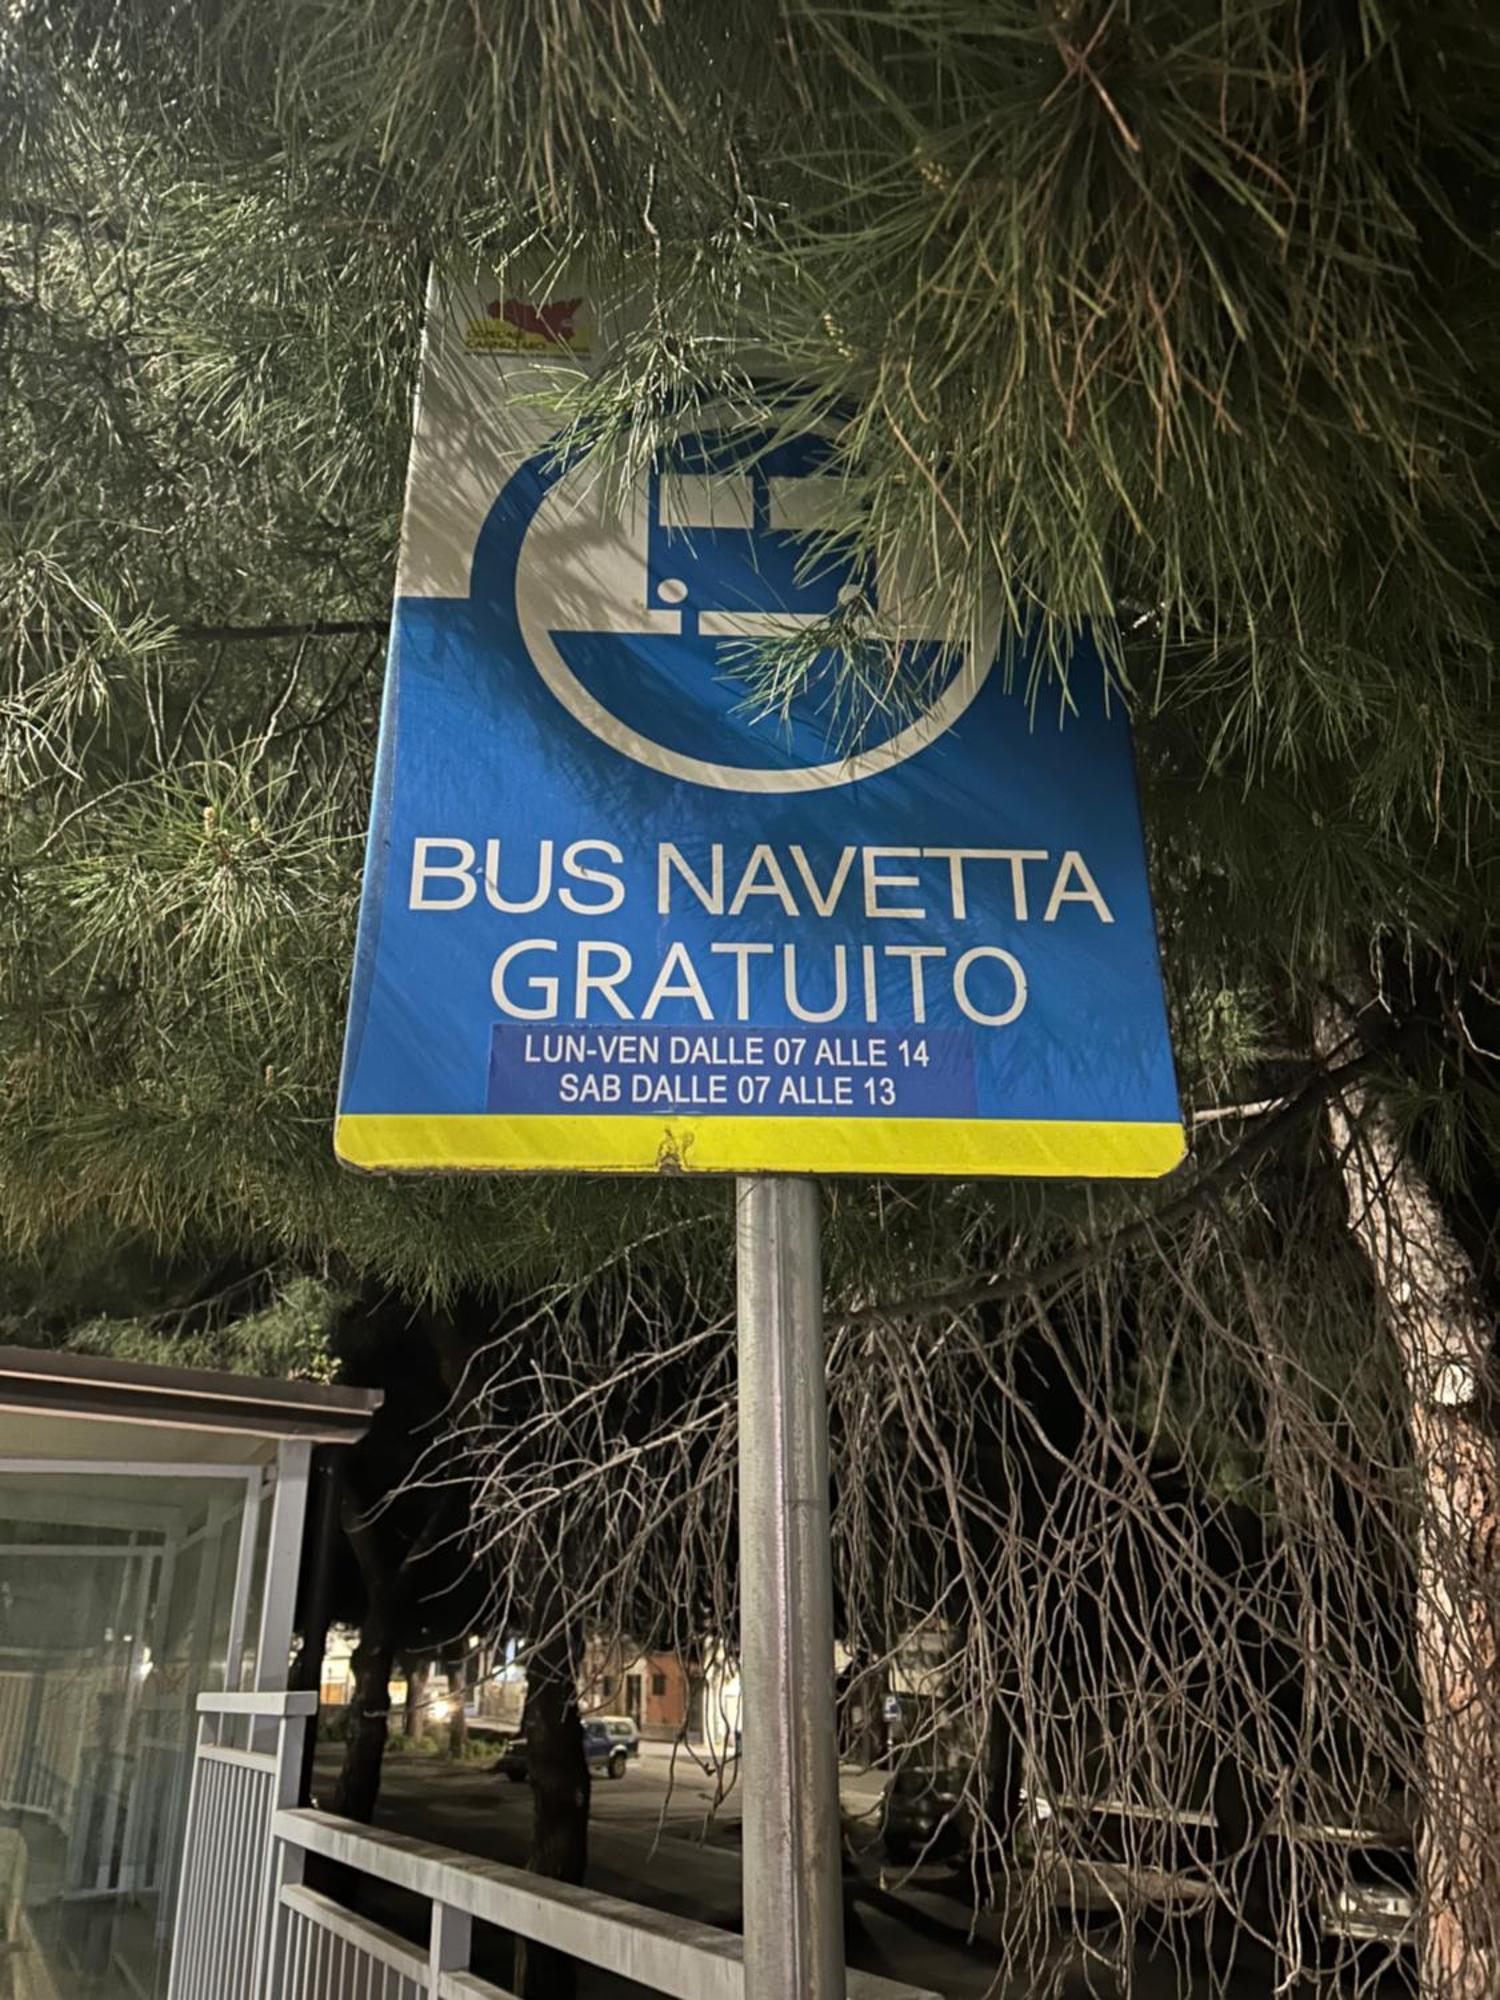 BUS NAVETTA
GRATUITO
LUN-VEN DALLE 07 ALLE 14
SAB DALLE 07 ALLE 13